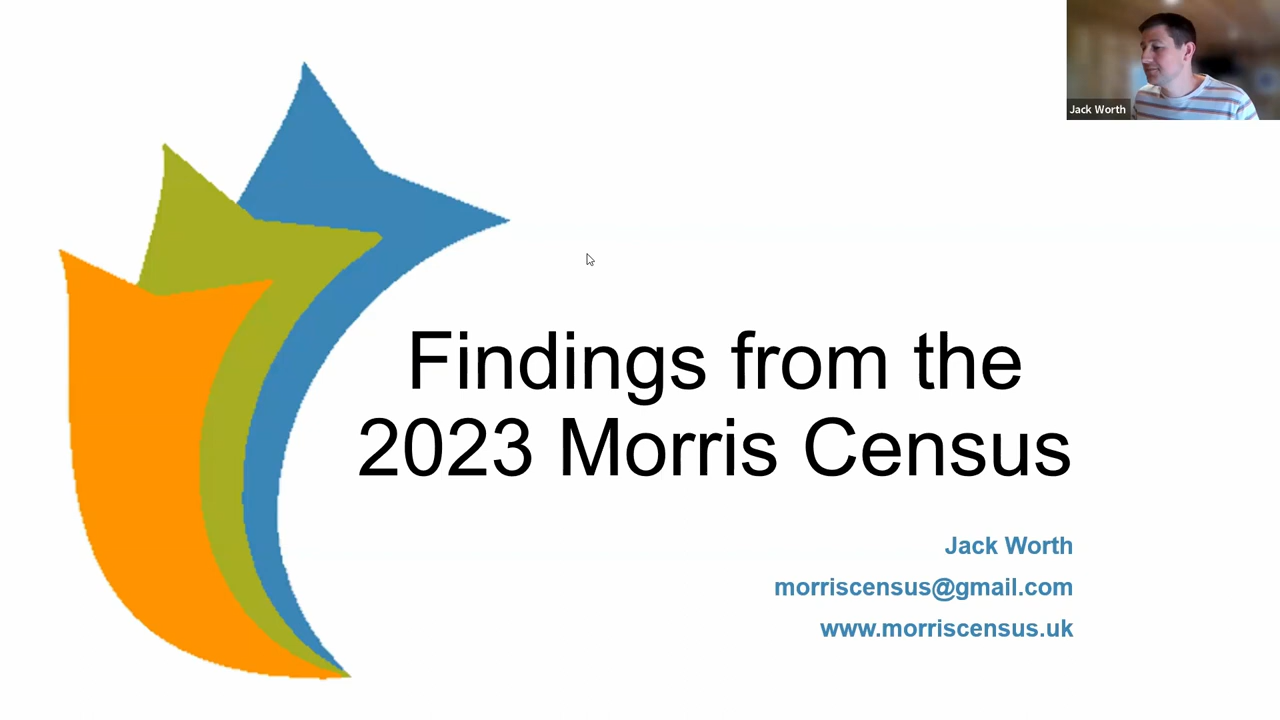 Jack Worth
Findings from the
2023 Morris Census
Jack Worth
morriscensus@gmail.com
www.morriscensus.uk